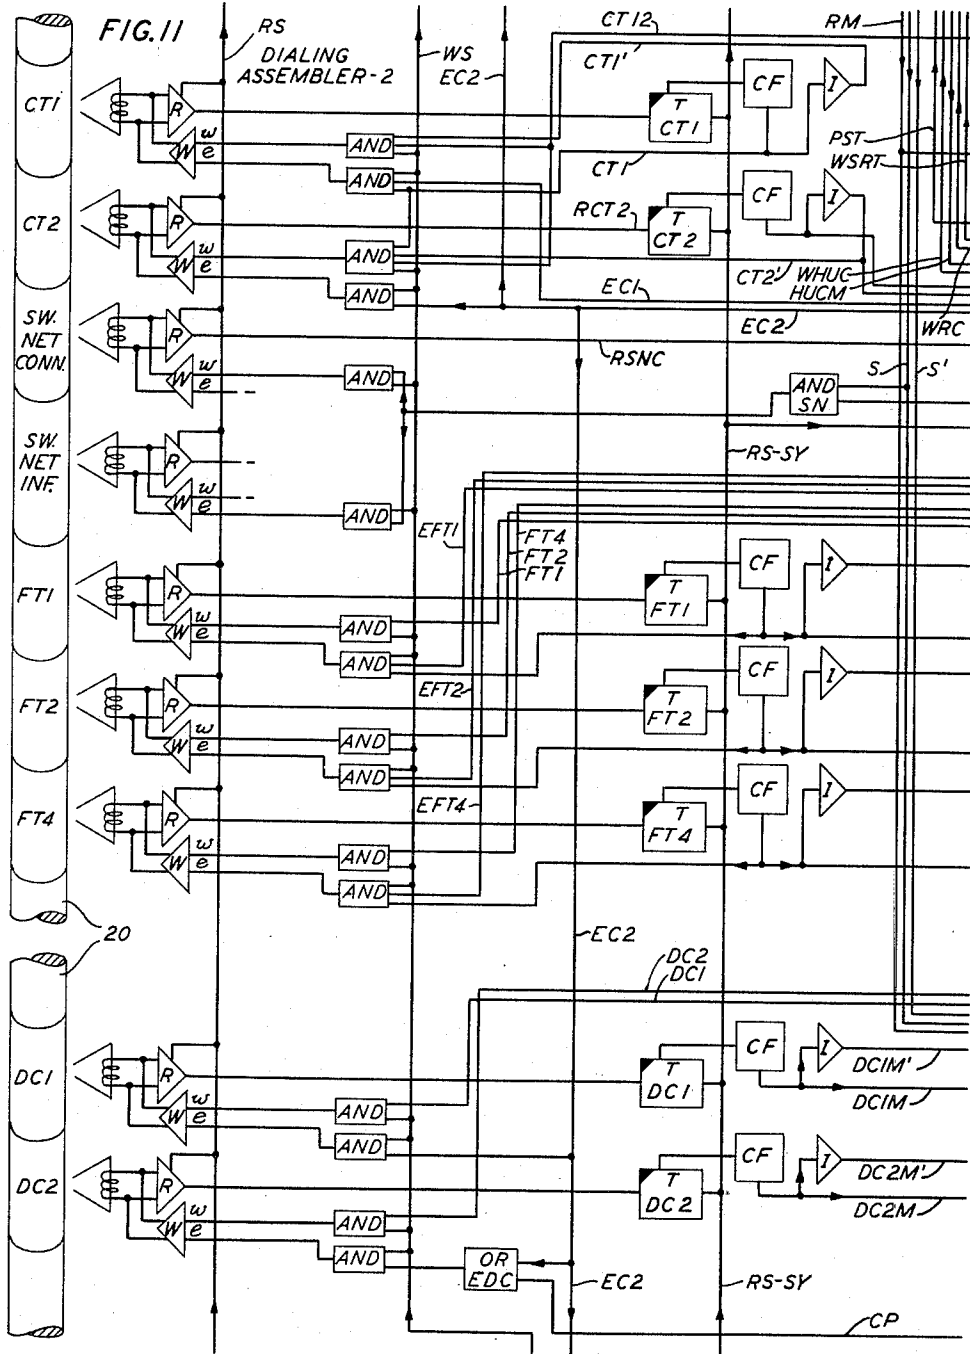 FIG. 11
RS
DIALING
ASSEMBLER-2
WS
EC2
CT12
CT1'
RM
CT1
R
W
w
e
AND
AND
T
CT1
CF
I
CT1
PST
WSRT
CT2
R
W
w
e
AND
AND
RCT2
T
CT2
CF
I
WHUC
HUCM
CT2'
EC1
EC2
WRC
SW.
NET
CONN.
R
W
w
e
AND
RSNC
AND
SN
S
S'
SW.
NET
INF.
R
W
w
e
AND
RS-SY
EFT1
FT4
FT2
FT1
FT1
R
W
w
e
AND
AND
T
FT1
CF
I
EFT2
FT2
R
W
w
e
AND
AND
T
FT2
CF
I
EFT4
FT4
R
W
w
e
AND
AND
T
FT4
CF
I
20
EC2
DC2
DC1
DC1
R
W
w
e
AND
AND
T
DC1
CF
I
DC1M'
DC1M
DC2
R
W
w
e
AND
AND
T
DC2
CF
I
DC2M'
DC2M
OR
EDC
EC2
RS-SY
CP